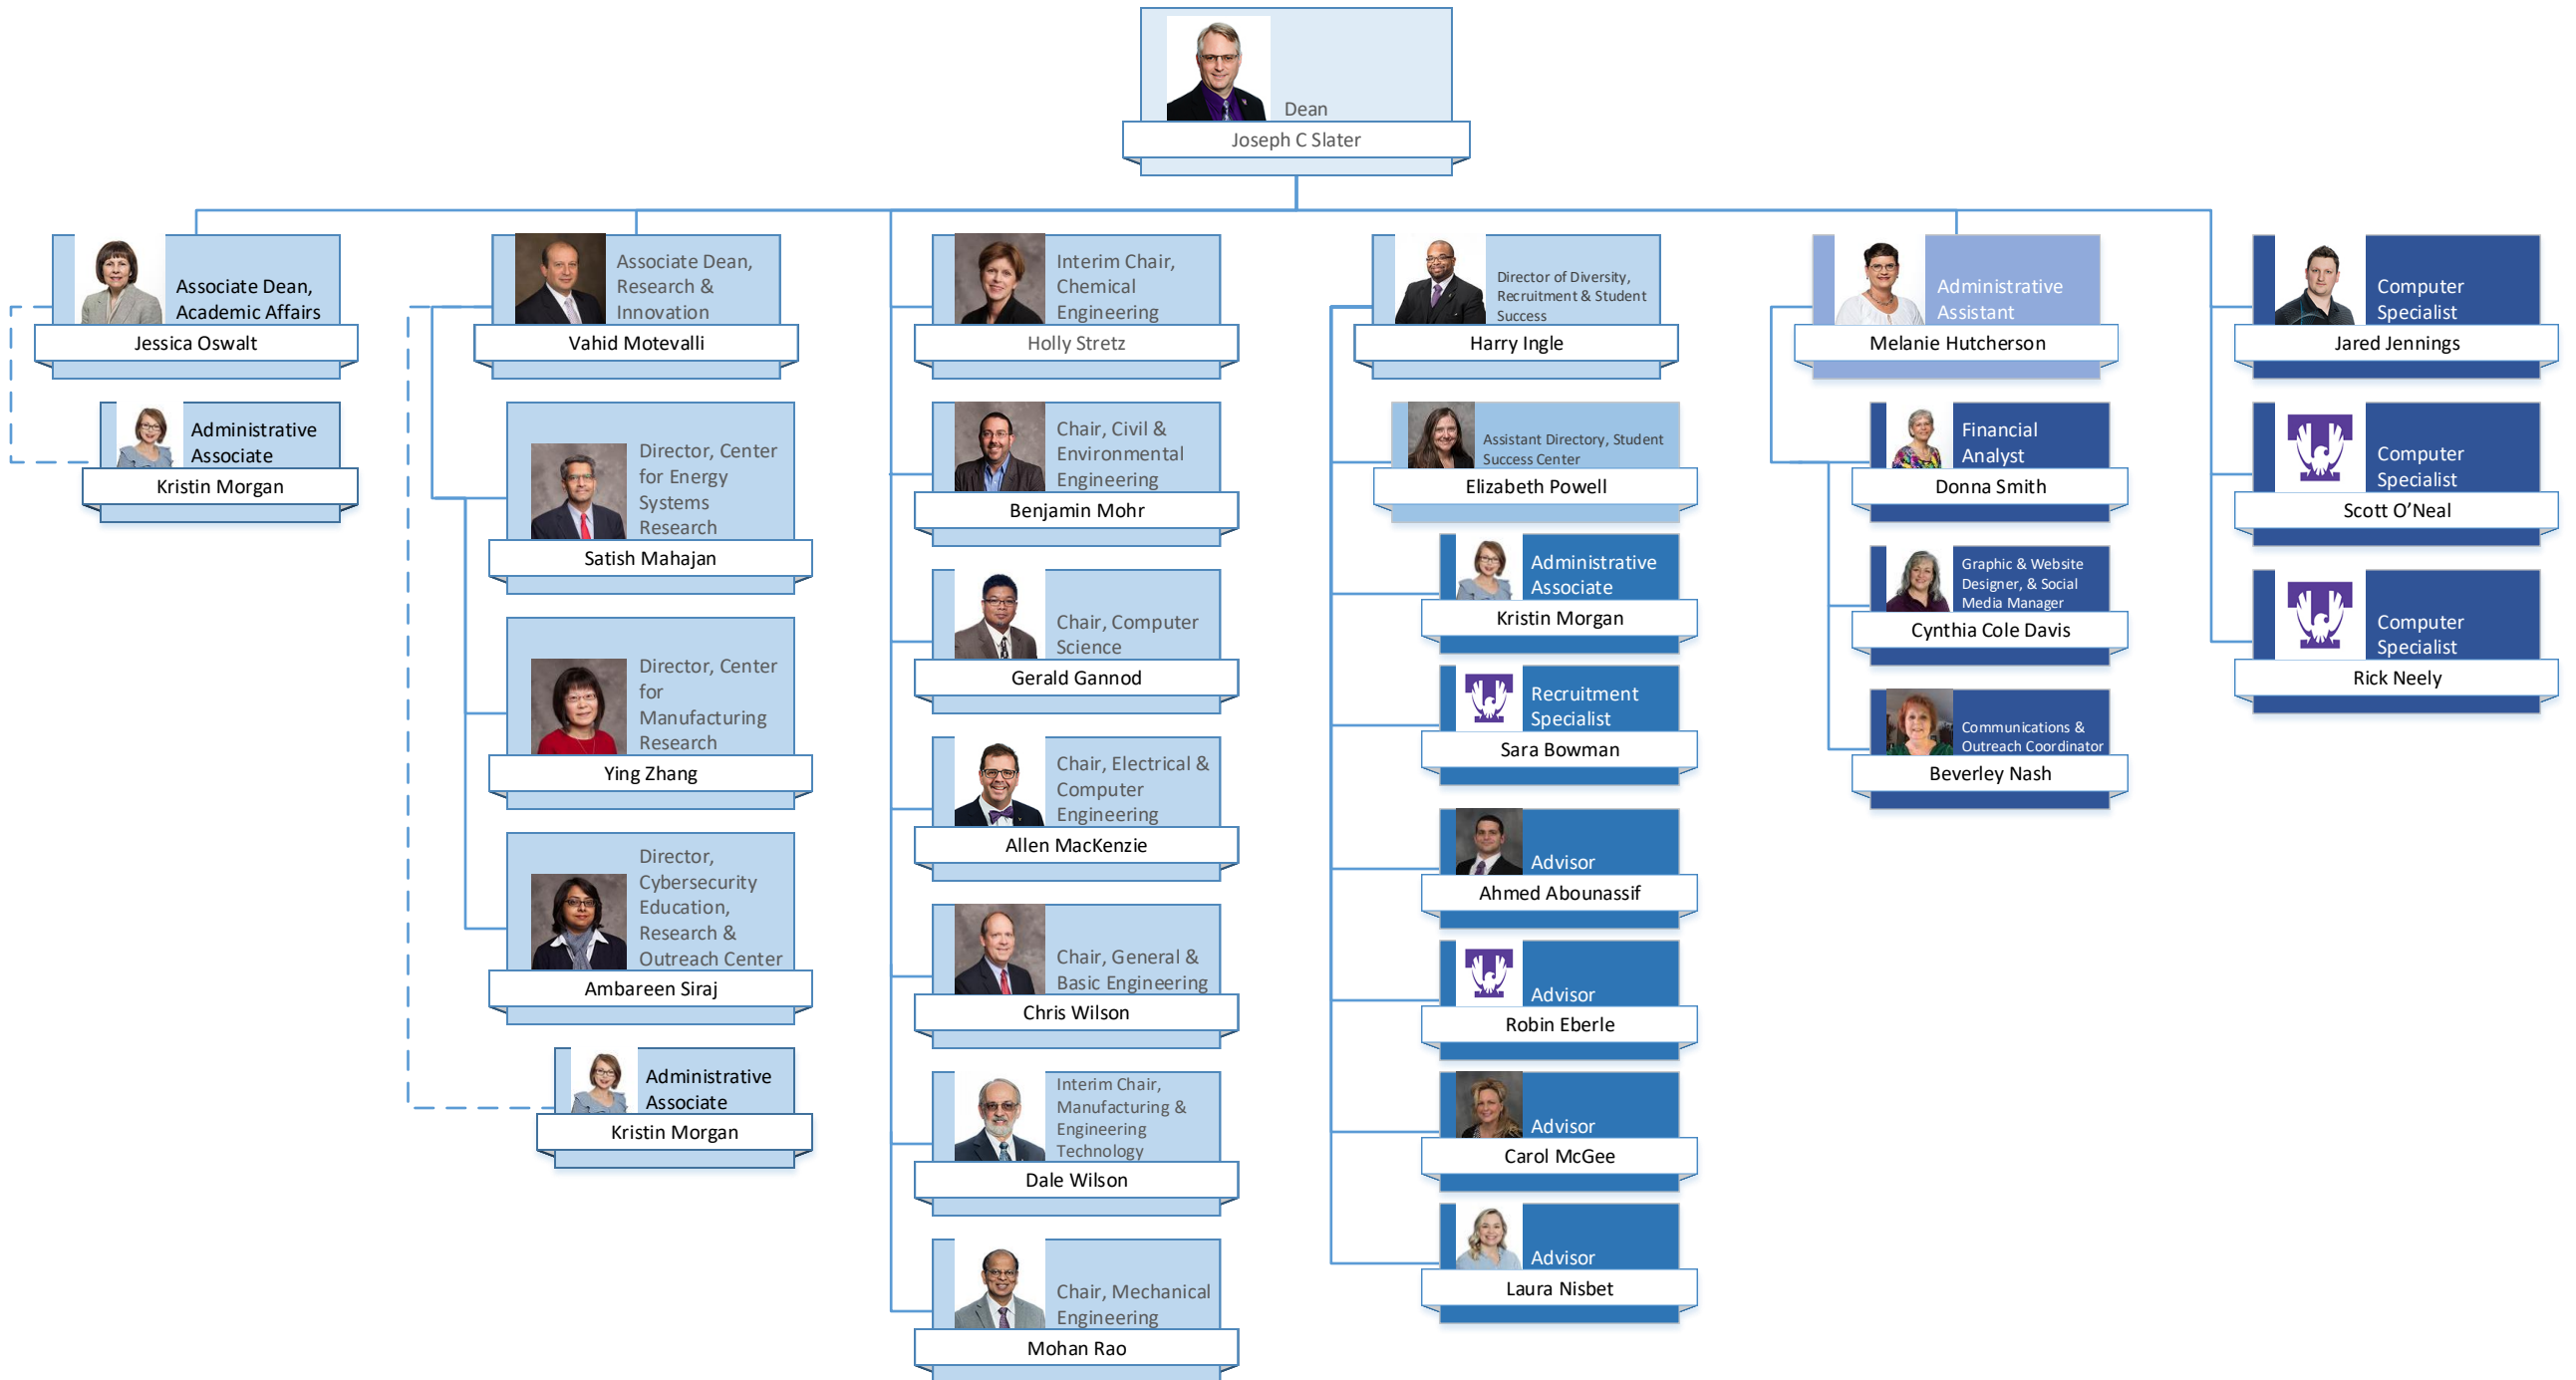 Dean
Joseph C Slater
Associate Dean,
Academic Affairs
Jessica Oswalt
Administrative
Associate
Kristin Morgan
Associate Dean,
Research &
Innovation
Vahid Motevalli
Director, Center
for Energy
Systems
Research
Satish Mahajan
Director, Center
for
Manufacturing
Research
Ying Zhang
Director,
Cybersecurity
Education,
Research &
Outreach Center
Ambareen Siraj
Administrative
Associate
Kristin Morgan
Interim Chair,
Chemical
Engineering
Holly Stretz
Chair, Civil &
Environmental
Engineering
Benjamin Mohr
Chair, Computer
Science
Gerald Gannod
Chair, Electrical &
Computer
Engineering
Allen MacKenzie
Chair, General &
Basic Engineering
Chris Wilson
Interim Chair,
Manufacturing &
Engineering
Technology
Dale Wilson
Chair, Mechanical
Engineering
Mohan Rao
Director of Diversity,
Recruitment & Student
Success
Harry Ingle
Assistant Directory, Student
Success Center
Elizabeth Powell
Administrative
Associate
Kristin Morgan
Recruitment
Specialist
Sara Bowman
Advisor
Ahmed Abounassif
Advisor
Robin Eberle
Advisor
Carol McGee
Advisor
Laura Nisbet
Administrative
Assistant
Melanie Hutcherson
Financial
Analyst
Donna Smith
Graphic & Website
Designer, & Social
Media Manager
Cynthia Cole Davis
Communications &
Outreach Coordinator
Beverley Nash
Computer
Specialist
Jared Jennings
Computer
Specialist
Scott O’Neal
Computer
Specialist
Rick Neely